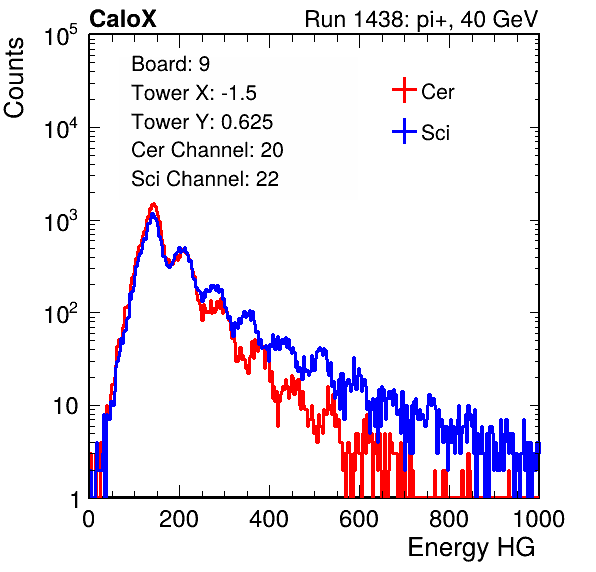 CaloX
Run 1438: pi+, 40 GeV
Counts
Board: 9
Tower X: -1.5
Tower Y: 0.625
Cer Channel: 20
Sci Channel: 22
Cer
Sci
10^5
10^4
10^3
10^2
10
1
0 200 400 600 800 1000
Energy HG